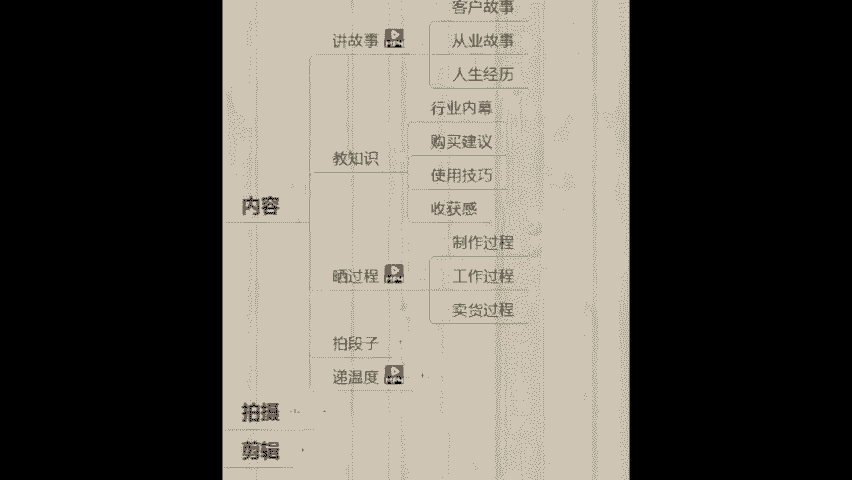 客户故事
讲故事
从业故事
人生经历
行业内幕
购买建议
教知识
使用技巧
内容
收获感
制作过程
晒过程
工作过程
卖货过程
拍段子
递温度
拍摄
剪辑